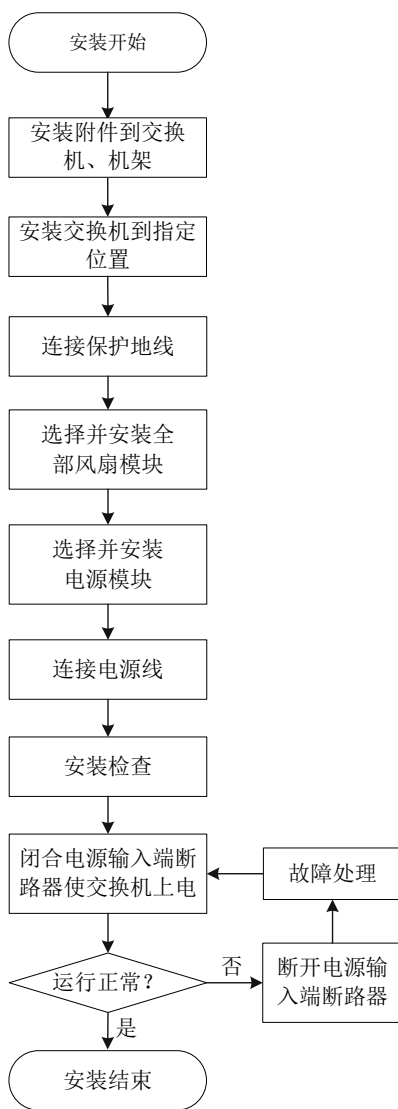 安装开始
安装附件到交换
机、机架
安装交换机到指定
位置
连接保护地线
选择并安装全
部风扇模块
选择并安装
电源模块
连接电源线
安装检查
闭合电源输入端断
路器使交换机上电
故障处理
运行正常?
否
断开电源输
入端断路器
是
安装结束